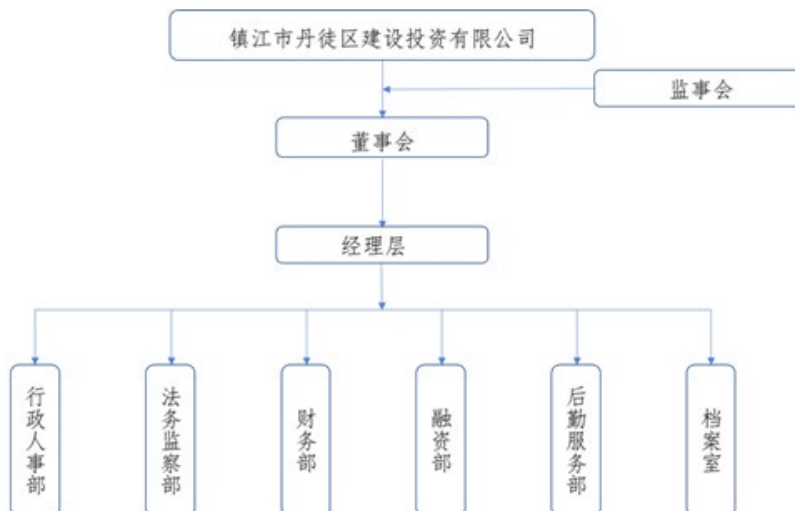 镇江市丹徒区建设投资有限公司
监事会
董事会
经理层
行政人事部
法务监察部
财务部
融资部
后勤服务部
档案室